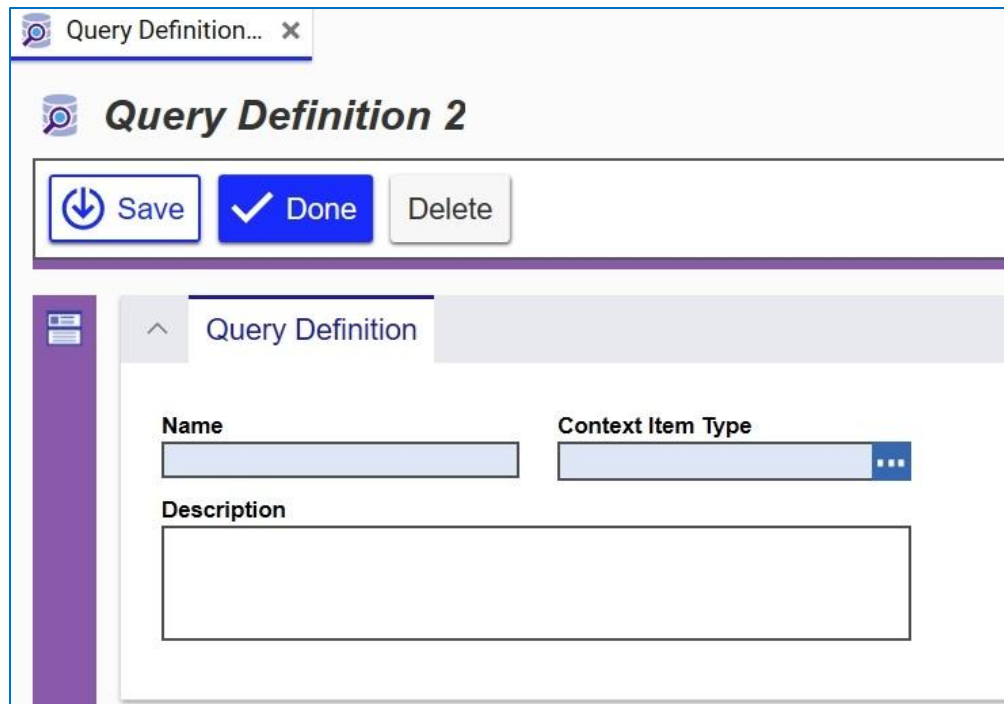 Query Definition...
Query Definition 2
Save Done Delete
Query Definition
Name Context Item Type
Description